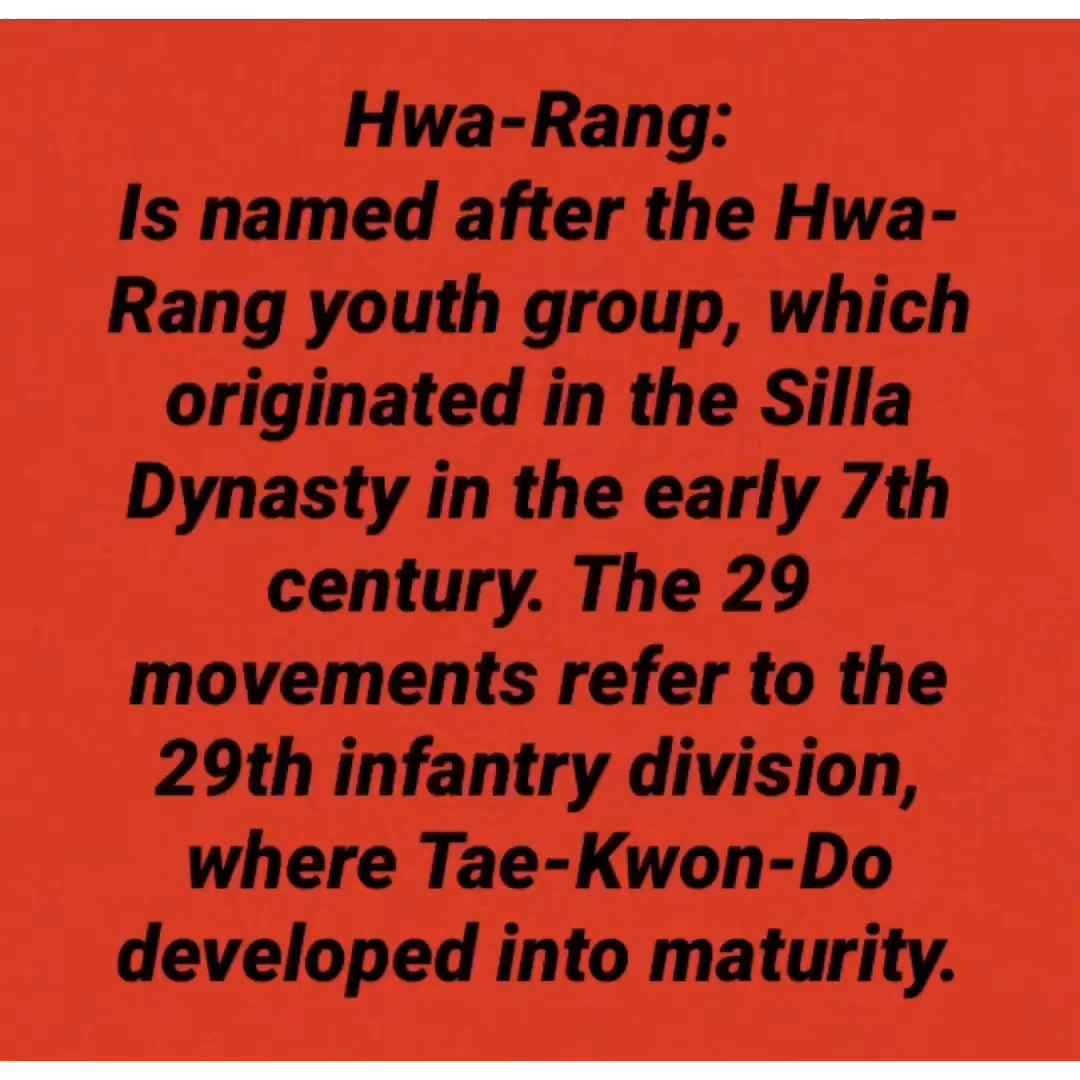 Hwa-Rang:
Is named after the Hwa-
Rang youth group, which
originated in the Silla
Dynasty in the early 7th
century. The 29
movements refer to the
29th infantry division,
where Tae-Kwon-Do
developed into maturity.